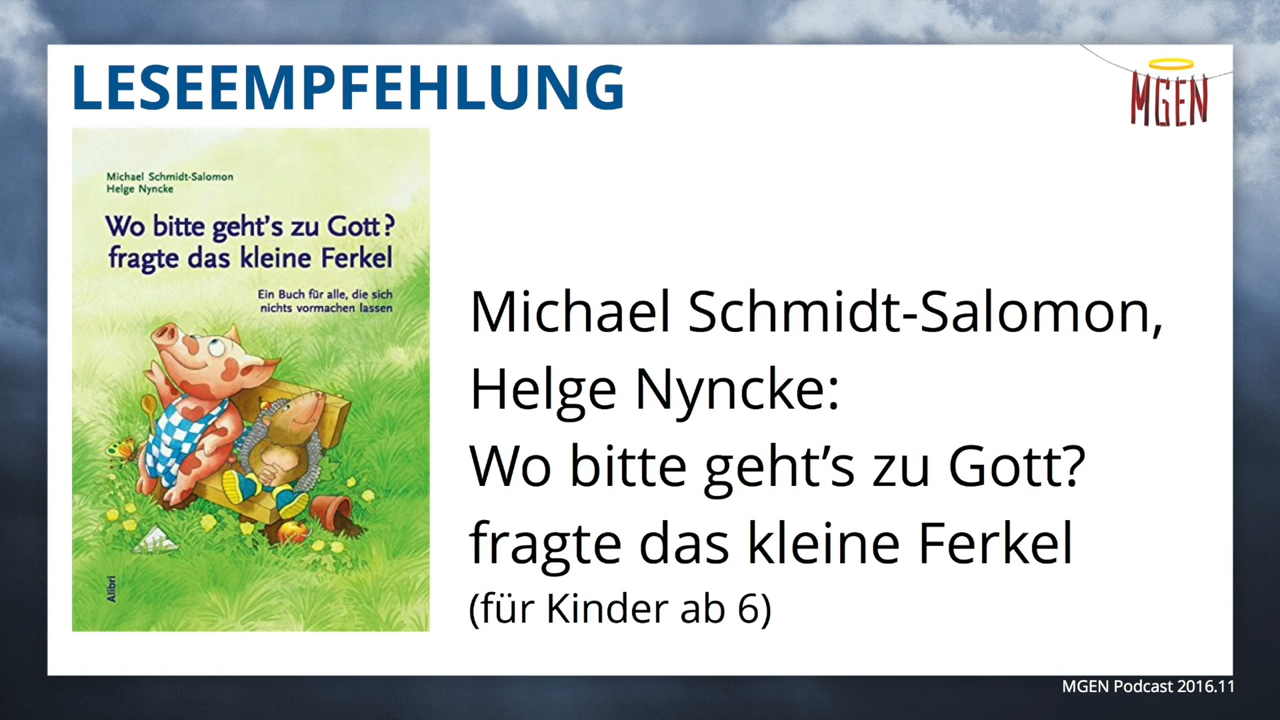 LESEEMPFEHLUNG
MGEN
Michael Schmidt-Salomon
Helge Nyncke
Wo bitte geht's zu Gott?
fragte das kleine Ferkel
Ein Buch für alle, die sich
nichts vormachen lassen
Alibri
Michael Schmidt-Salomon,
Helge Nyncke:
Wo bitte geht’s zu Gott?
fragte das kleine Ferkel
(für Kinder ab 6)
MGEN Podcast 2016.11